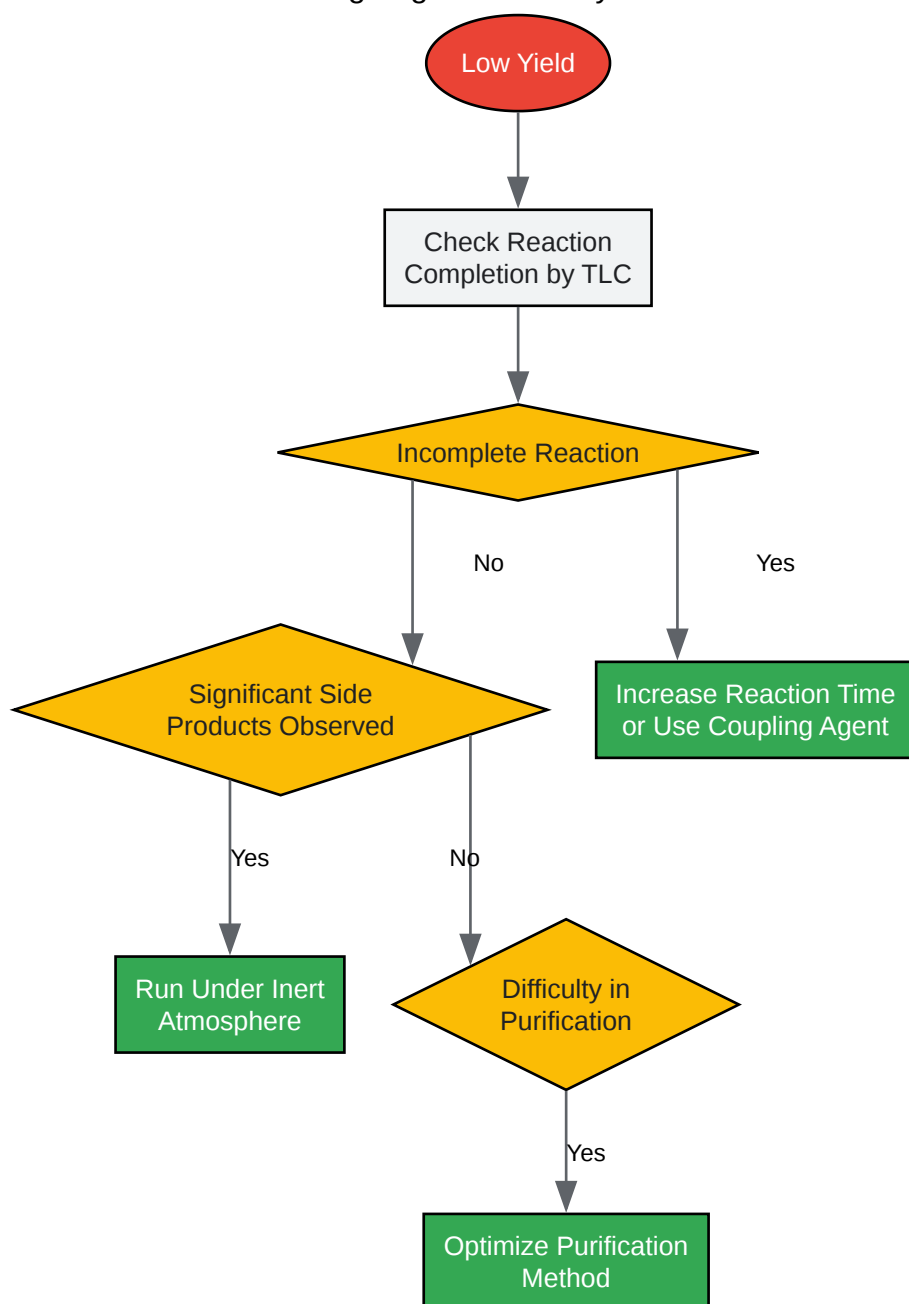 Low Yield
Check Reaction
Completion by TLC
Incomplete Reaction
No
Yes
Significant Side
Products Observed
Increase Reaction Time
or Use Coupling Agent
Yes
No
Run Under Inert
Atmosphere
Difficulty in
Purification
Yes
Optimize Purification
Method